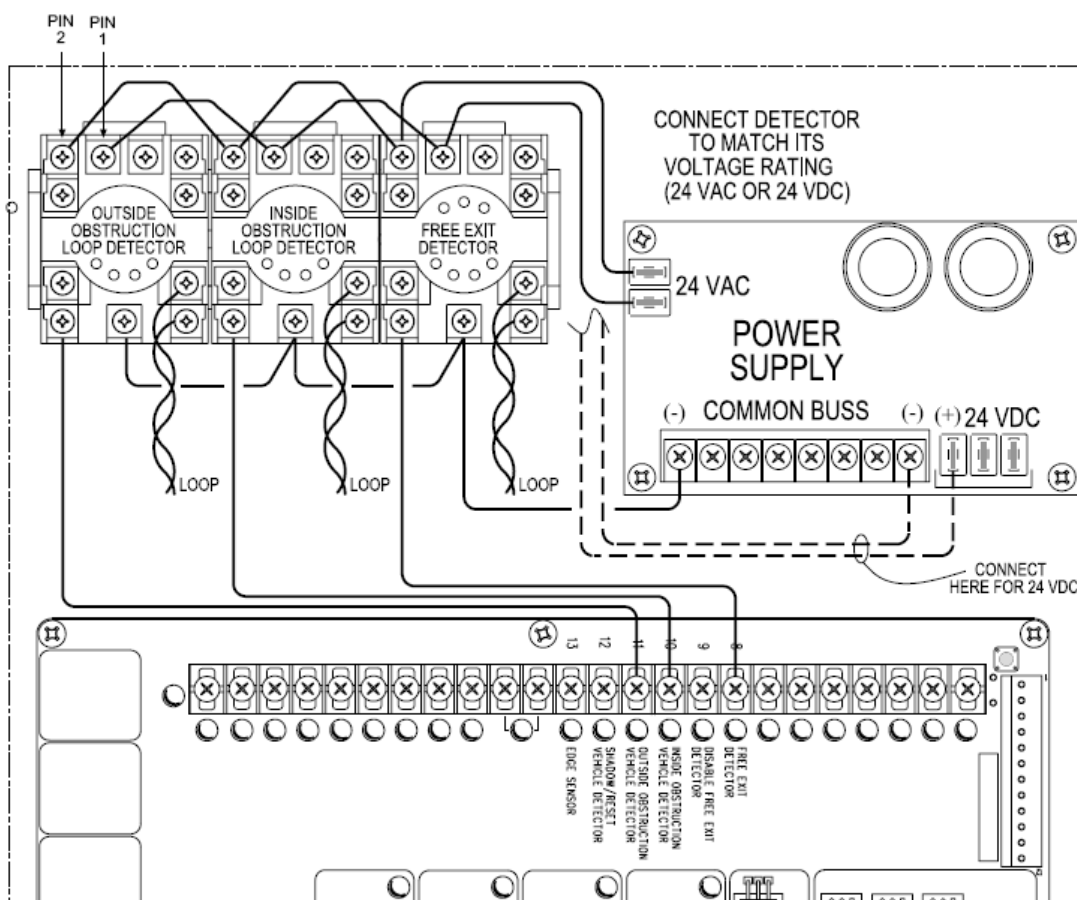 PIN PIN
2 1
CONNECT DETECTOR
TO MATCH ITS
VOLTAGE RATING
(24 VAC OR 24 VDC)
OUTSIDE
OBSTRUCTION
LOOP DETECTOR
INSIDE
OBSTRUCTION
LOOP DETECTOR
FREE EXIT
DETECTOR
24 VAC
POWER
SUPPLY
(-) COMMON BUSS (-) (+) 24 VDC
LOOP
LOOP
LOOP
CONNECT
HERE FOR 24 VDC
13 12 11 10 9 8
EDGE SENSOR
SHADOW/RESET
VEHICLE DETECTOR
OUTSIDE OBSTRUCTION
VEHICLE DETECTOR
INSIDE OBSTRUCTION
VEHICLE DETECTOR
DISABLE FREE EXIT
DETECTOR
FREE EXIT
DETECTOR